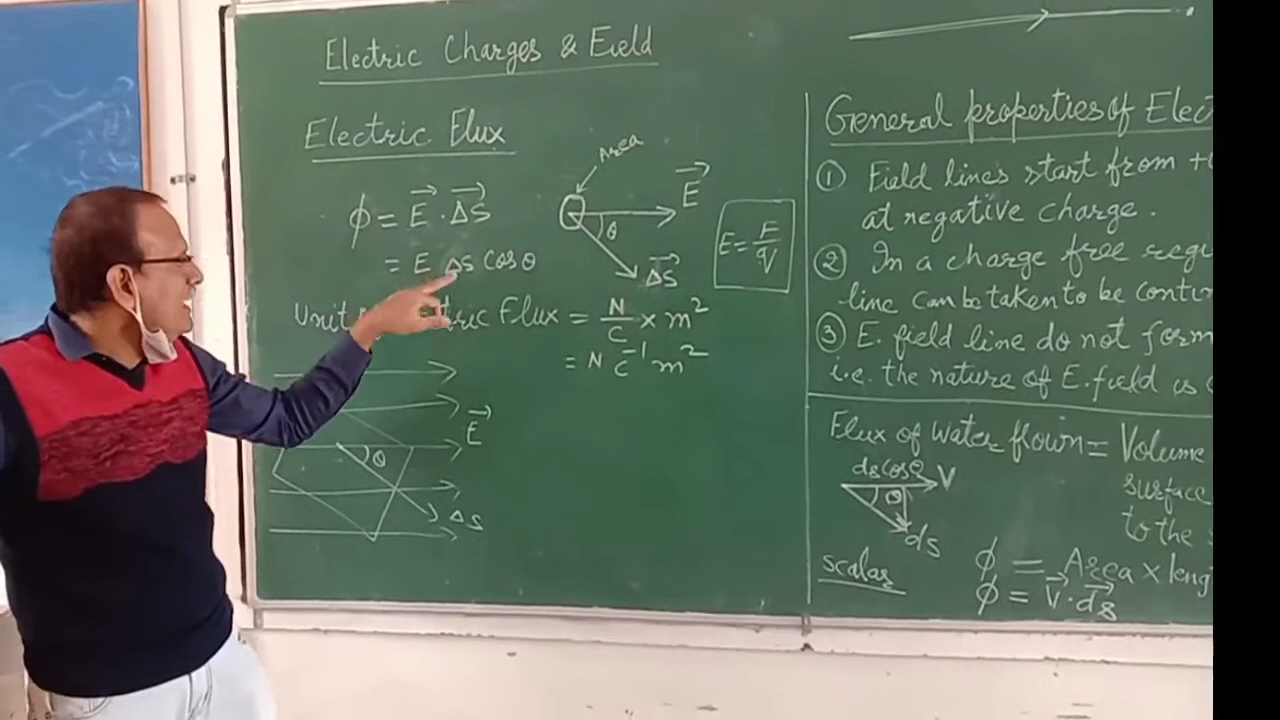 Electric Charges & Field
Electric Flux
Area
ϕ = E⃗ · ΔS⃗
= E ΔS Cos θ
E⃗
θ
ΔS⃗
E = F/q
Electric Flux = N/C × m²
= N C⁻¹ m²
E⃗
θ
ΔS
General properties of Elec
① Field lines start from +
at negative charge.
② In a charge free regi
line can be taken to be contin
③ E. field line do not form
i.e. the nature of E. field is
Flux of water flown = Volume
surface
to the
ds cos θ
V
θ
ds
scalar
ϕ = Area × leng
ϕ = V⃗ · ds⃗